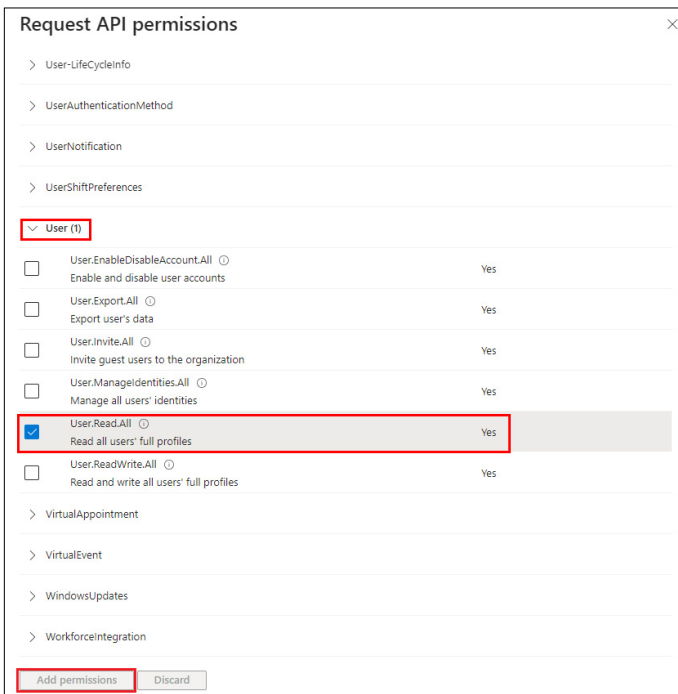 Request API permissions
User-LifeCycleInfo
UserAuthenticationMethod
UserNotification
UserShiftPreferences
User (1)
User.EnableDisableAccount.All
Enable and disable user accounts
Yes
User.Export.All
Export user's data
Yes
User.Invite.All
Invite guest users to the organization
Yes
User.ManageIdentities.All
Manage all users' identities
Yes
User.Read.All
Read all users' full profiles
Yes
User.ReadWrite.All
Read and write all users' full profiles
Yes
VirtualAppointment
VirtualEvent
WindowsUpdates
WorkforceIntegration
Add permissions Discard